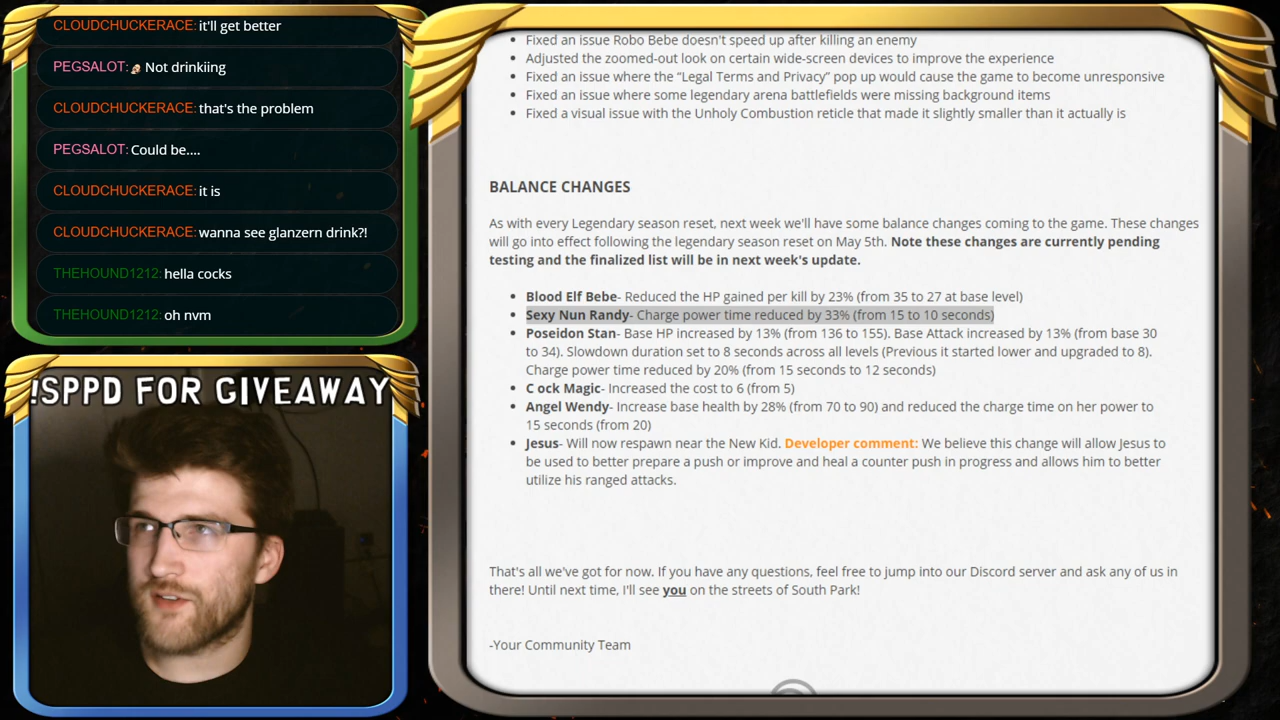 CLOUDCHUCKERACE: it'll get better
PEGSALOT: Not drinkiing
CLOUDCHUCKERACE: that's the problem
PEGSALOT: Could be....
CLOUDCHUCKERACE: it is
CLOUDCHUCKERACE: wanna see glanzern drink?!
THEHOUND1212: hella cocks
THEHOUND1212: oh nvm
!SPPD FOR GIVEAWAY
• Fixed an issue Robo Bebe doesn't speed up after killing an enemy
• Adjusted the zoomed-out look on certain wide-screen devices to improve the experience
• Fixed an issue where the “Legal Terms and Privacy” pop up would cause the game to become unresponsive
• Fixed an issue where some legendary arena battlefields were missing background items
• Fixed a visual issue with the Unholy Combustion reticle that made it slightly smaller than it actually is
BALANCE CHANGES
As with every Legendary season reset, next week we'll have some balance changes coming to the game. These changes
will go into effect following the legendary season reset on May 5th. Note these changes are currently pending
testing and the finalized list will be in next week's update.
• Blood Elf Bebe- Reduced the HP gained per kill by 23% (from 35 to 27 at base level)
• Sexy Nun Randy- Charge power time reduced by 33% (from 15 to 10 seconds)
• Poseidon Stan- Base HP increased by 13% (from 136 to 155). Base Attack increased by 13% (from base 30
to 34). Slowdown duration set to 8 seconds across all levels (Previous it started lower and upgraded to 8).
Charge power time reduced by 20% (from 15 seconds to 12 seconds)
• C ock Magic- Increased the cost to 6 (from 5)
• Angel Wendy- Increase base health by 28% (from 70 to 90) and reduced the charge time on her power to
15 seconds (from 20)
• Jesus- Will now respawn near the New Kid. Developer comment: We believe this change will allow Jesus to
be used to better prepare a push or improve and heal a counter push in progress and allows him to better
utilize his ranged attacks.
That's all we've got for now. If you have any questions, feel free to jump into our Discord server and ask any of us in
there! Until next time, I'll see you on the streets of South Park!
-Your Community Team